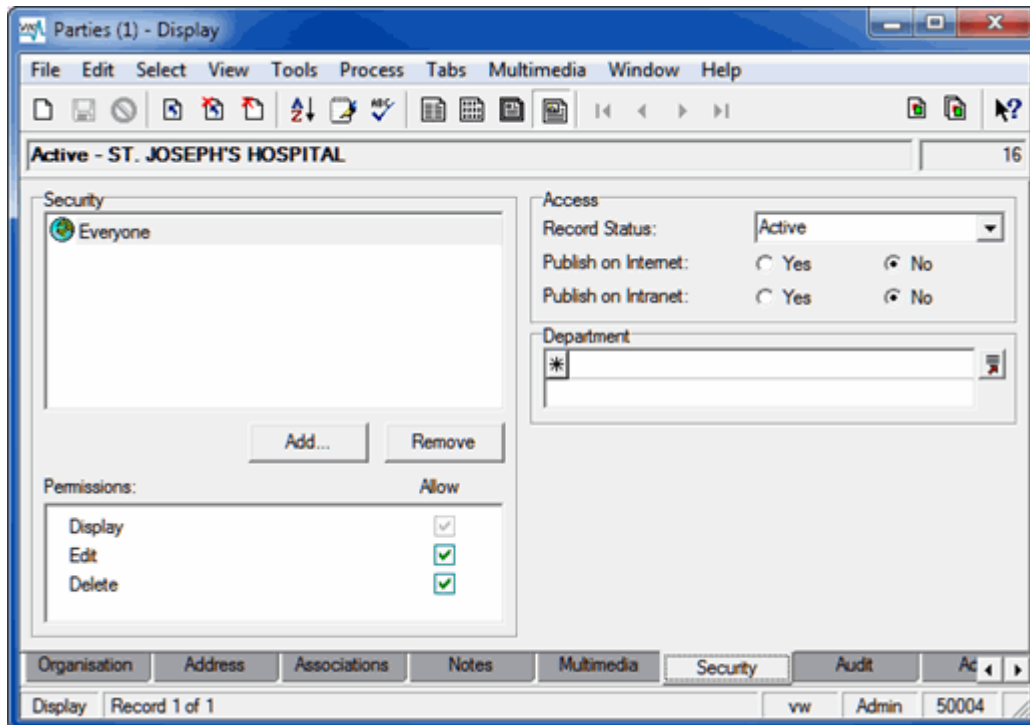 Parties (1) - Display
File Edit Select View Tools Process Tabs Multimedia Window Help
Active - ST. JOSEPH'S HOSPITAL 16
Security
Everyone
Add... Remove
Permissions: Allow
Display
Edit
Delete
Access
Record Status: Active
Publish on Internet: Yes No
Publish on Intranet: Yes No
Department
Organisation Address Associations Notes Multimedia Security Audit
Display Record 1 of 1 vw Admin 50004